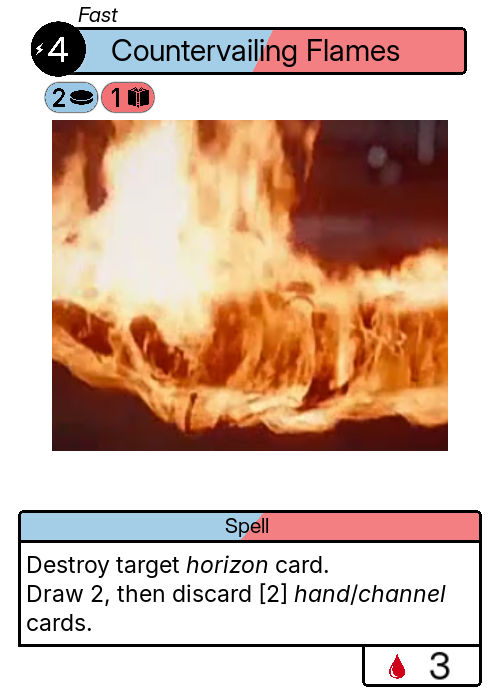 Fast
4 Countervailing Flames
2 1
Spell
Destroy target horizon card.
Draw 2, then discard [2] hand/channel
cards.
3